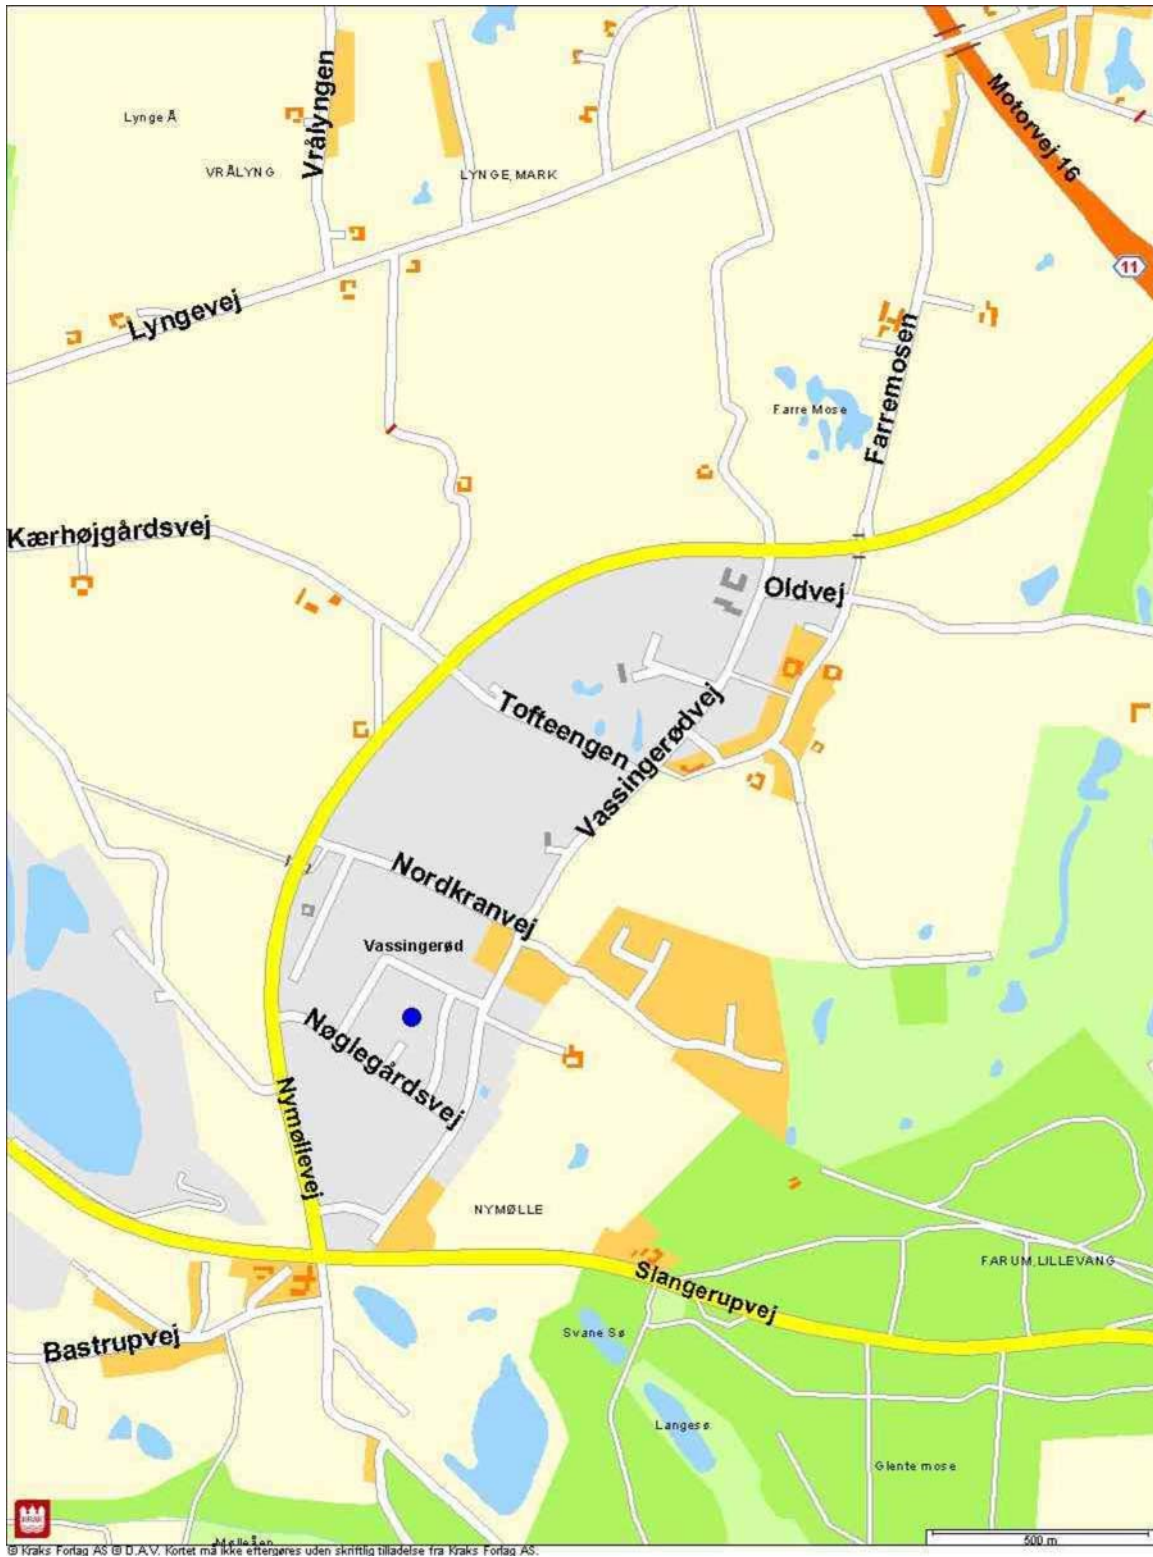 Vrålyngen
Motorvej 16
Lynge Å
VRÅLYNG
LYNGE MARK
11
Lyngevej
Farremosen
Farre Mose
Kærhøjgårdsvej
Oldvej
Tofteengen
Vassingerødvej
Nordkranvej
Vassingerød
Nøglegårdsvej
Nymøllevej
NYMØLLE
FARUM LILLEVANG
Slangerupvej
Svane Sø
Bastrupvej
Langesø
Glente mose
KRAK
500 m
Mølleåen
© Kraks Forlag AS © D.A.V. Kortet må ikke eftergøres uden skriftlig tilladelse fra Kraks Forlag AS.